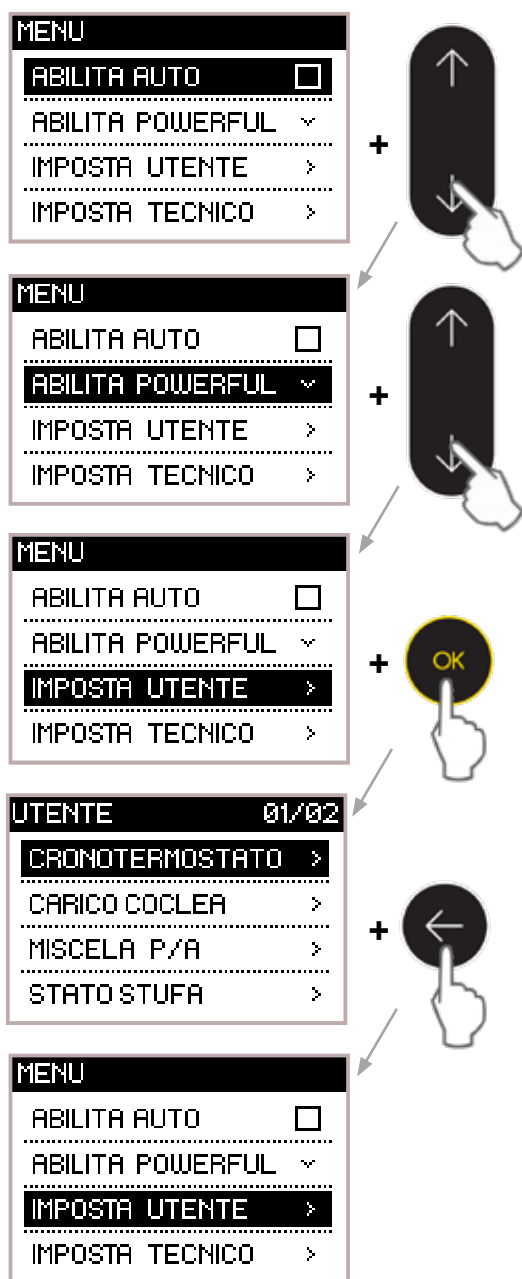 MENU
ABILITA AUTO
ABILITA POWERFUL
IMPOSTA UTENTE >
IMPOSTA TECNICO >
+
MENU
ABILITA AUTO
ABILITA POWERFUL
IMPOSTA UTENTE >
IMPOSTA TECNICO >
+
MENU
ABILITA AUTO
ABILITA POWERFUL
IMPOSTA UTENTE >
IMPOSTA TECNICO >
+ OK
UTENTE 01/02
CRONOTERMOSTATO >
CARICO COCLEA >
MISCELA P/A >
STATO STUFA >
+
MENU
ABILITA AUTO
ABILITA POWERFUL
IMPOSTA UTENTE >
IMPOSTA TECNICO >